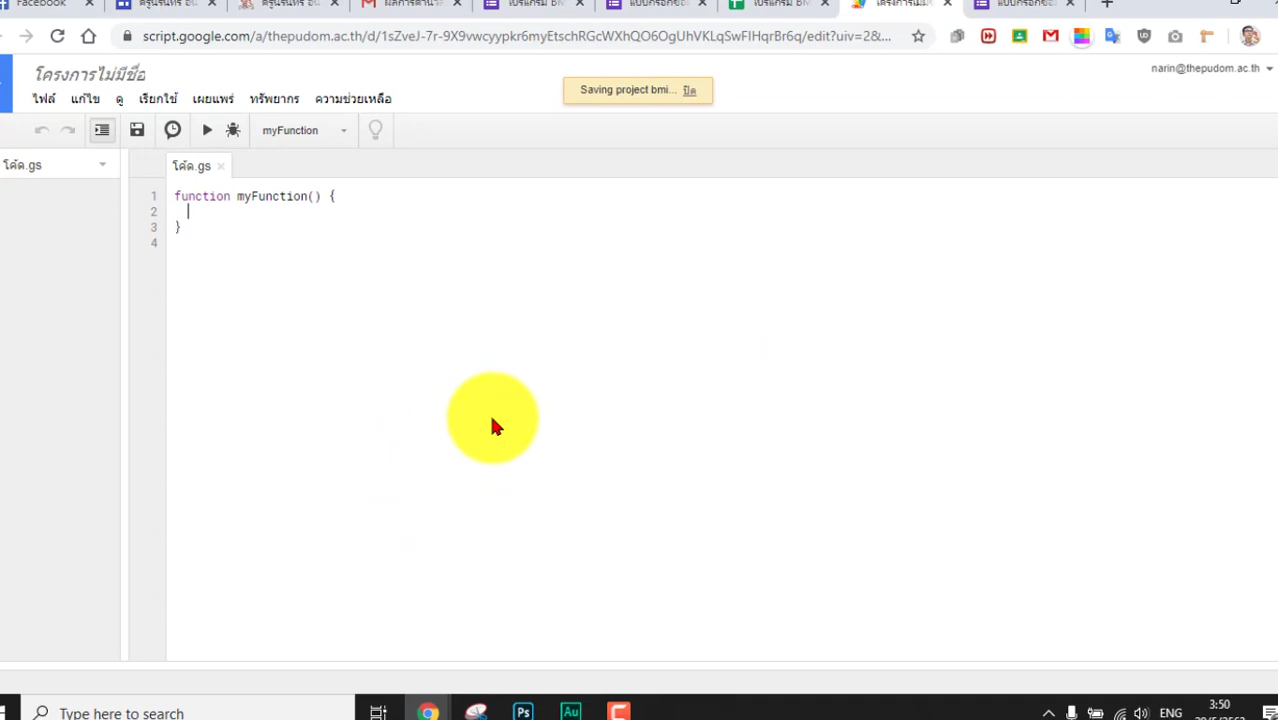 Facebook
script.google.com/a/thepudom.ac.th/d/1sZveJ-7r-9X9vwcyypkr6myEtschRGcWXhQO6OgUhVKLqSwFIHqrBr6q/edit?uiv=2&...
โครงการไม่มีชื่อ
Saving project bmi... ปิด
narin@thepudom.ac.th
ไฟล์ แก้ไข ดู เรียกใช้ เผยแพร่ ทรัพยากร ความช่วยเหลือ
myFunction
โค้ด.gs
โค้ด.gs
1 function myFunction() {
2
3 }
4
Type here to search
Ps
Au
ENG
3:50